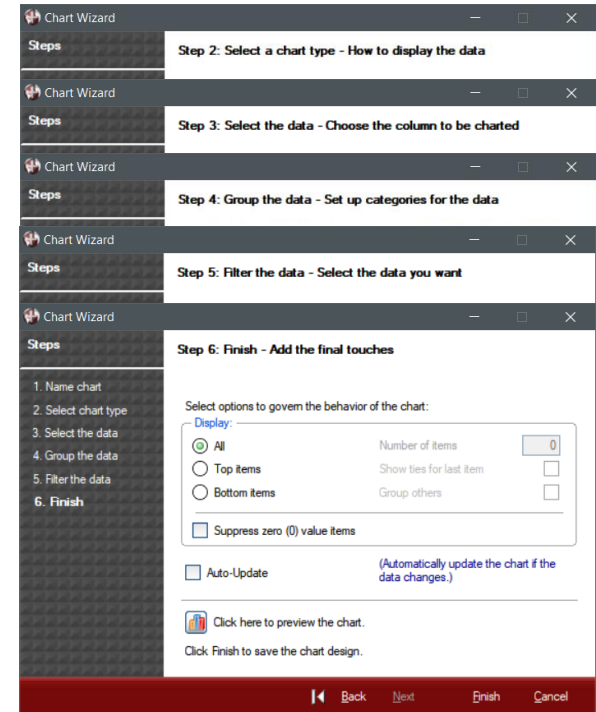 Chart Wizard
Steps
Step 2: Select a chart type - How to display the data
Chart Wizard
Steps
Step 3: Select the data - Choose the column to be charted
Chart Wizard
Steps
Step 4: Group the data - Set up categories for the data
Chart Wizard
Steps
Step 5: Filter the data - Select the data you want
Chart Wizard
Steps
Step 6: Finish - Add the final touches
1. Name chart
2. Select chart type
3. Select the data
4. Group the data
5. Filter the data
6. Finish
Select options to govern the behavior of the chart:
Display:
All
Number of items
0
Top items
Show ties for last item
Bottom items
Group others
Suppress zero (0) value items
Auto-Update
(Automatically update the chart if the
data changes.)
Click here to preview the chart.
Click Finish to save the chart design.
Back
Next
Finish
Cancel